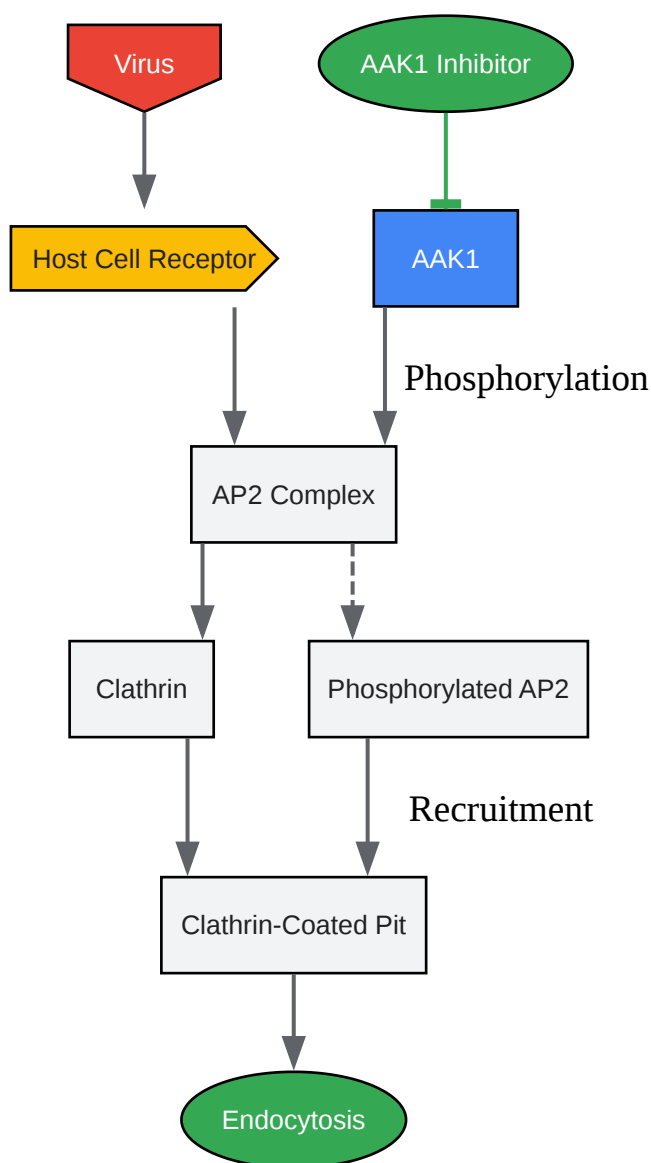 Virus
AAK1 Inhibitor
Host Cell Receptor
AAK1
Phosphorylation
AP2 Complex
Clathrin
Phosphorylated AP2
Recruitment
Clathrin-Coated Pit
Endocytosis